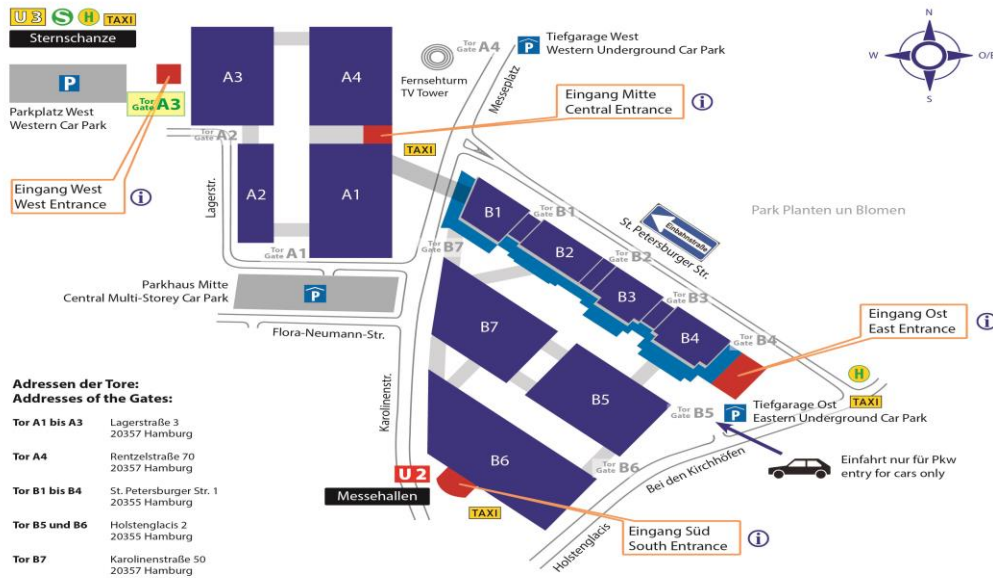 U3 S H TAXI
Sternschanze
P
Parkplatz West
Western Car Park
Tor
Gate A3
Eingang West
West Entrance
i
A3
A4
Tor
Gate A2
A2
A1
Lagerstr.
Tor
Gate A1
Fernsehturm
TV Tower
Tor
Gate A4
Messeplatz
P
Tiefgarage West
Western Underground Car Park
Eingang Mitte
Central Entrance
i
TAXI
N
W
O/E
S
Parkhaus Mitte
Central Multi-Storey Car Park
P
Flora-Neumann-Str.
Karolinenstr.
Tor
Gate B7
B1
Tor
Gate B1
B2
Tor
Gate B2
B3
Tor
Gate B3
B4
Tor
Gate B4
Einbahnstraße
St. Petersburger Str.
Park Planten un Blomen
Eingang Ost
East Entrance
i
H
TAXI
B7
B5
B6
Tor
Gate B5
P
Tiefgarage Ost
Eastern Underground Car Park
Einfahrt nur für Pkw
entry for cars only
Tor
Gate B6
Bei den Kirchhöfen
Holstenglacis
U2
Messehallen
TAXI
Eingang Süd
South Entrance
i
Adressen der Tore:
Addresses of the Gates:
Tor A1 bis A3 Lagerstraße 3
20357 Hamburg
Tor A4 Rentzelstraße 70
20357 Hamburg
Tor B1 bis B4 St. Petersburger Str. 1
20355 Hamburg
Tor B5 und B6 Holstenglacis 2
20355 Hamburg
Tor B7 Karolinenstraße 50
20357 Hamburg